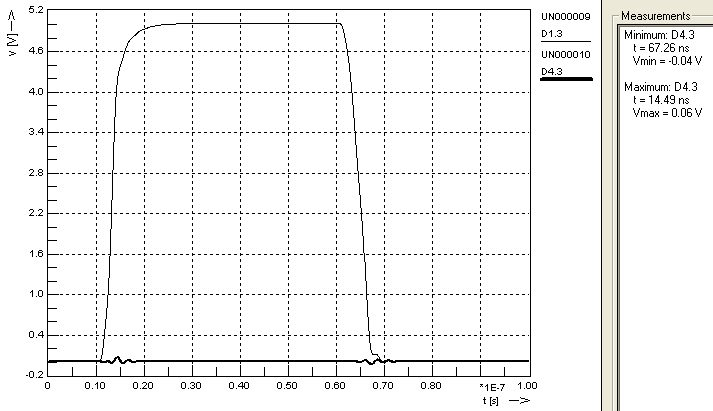 5.2
v [V] -->
4.6
4.0
3.4
2.8
2.2
1.6
1.0
0.4
-0.2
0 0.10 0.20 0.30 0.40 0.50 0.60 0.70 0.80 *1E-7 1.00
t [s] -->
UN000009
D1.3
UN000010
D4.3
Measurements
Minimum: D4.3
t = 67.26 ns
Vmin = -0.04 V
Maximum: D4.3
t = 14.49 ns
Vmax = 0.06 V